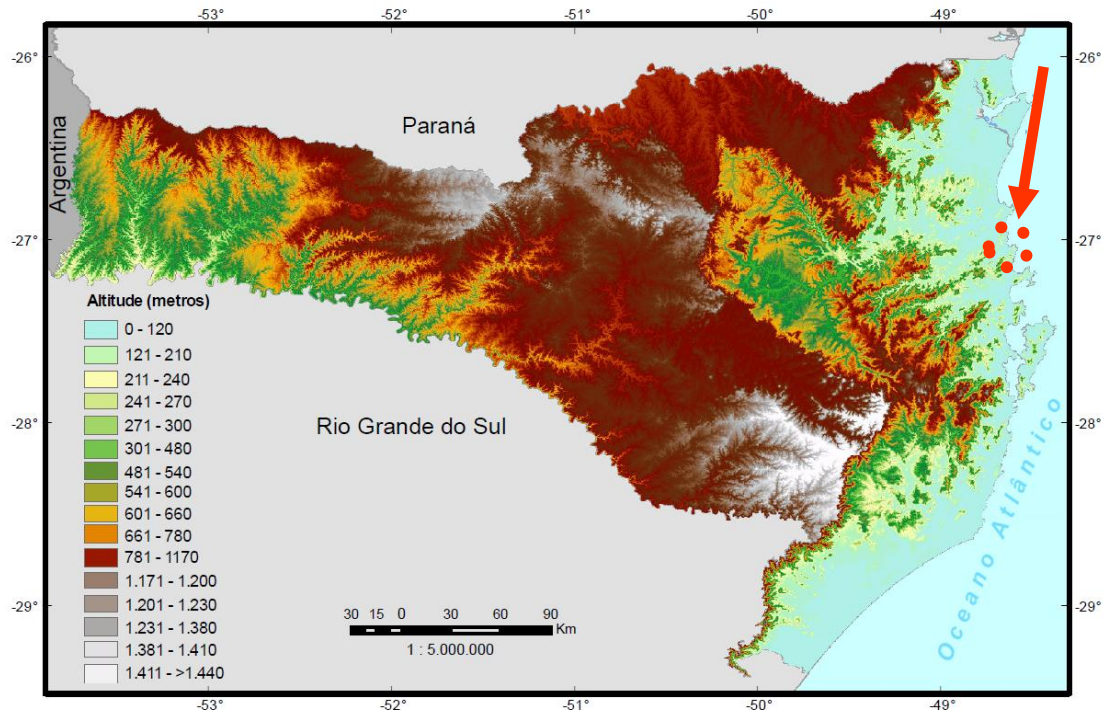 -53° -52° -51° -50° -49°
-26° -26°
Paraná
Argentina
-27° -27°
Altitude (metros)
0 - 120
121 - 210
211 - 240
241 - 270
271 - 300
301 - 480
481 - 540
541 - 600
601 - 660
661 - 780
781 - 1170
1.171 - 1.200
1.201 - 1.230
1.231 - 1.380
1.381 - 1.410
1.411 - >1.440
-28° -28°
Rio Grande do Sul
Oceano Atlântico
-29° -29°
30 15 0 30 60 90
Km
1 : 5.000.000
-53° -52° -51° -50° -49°